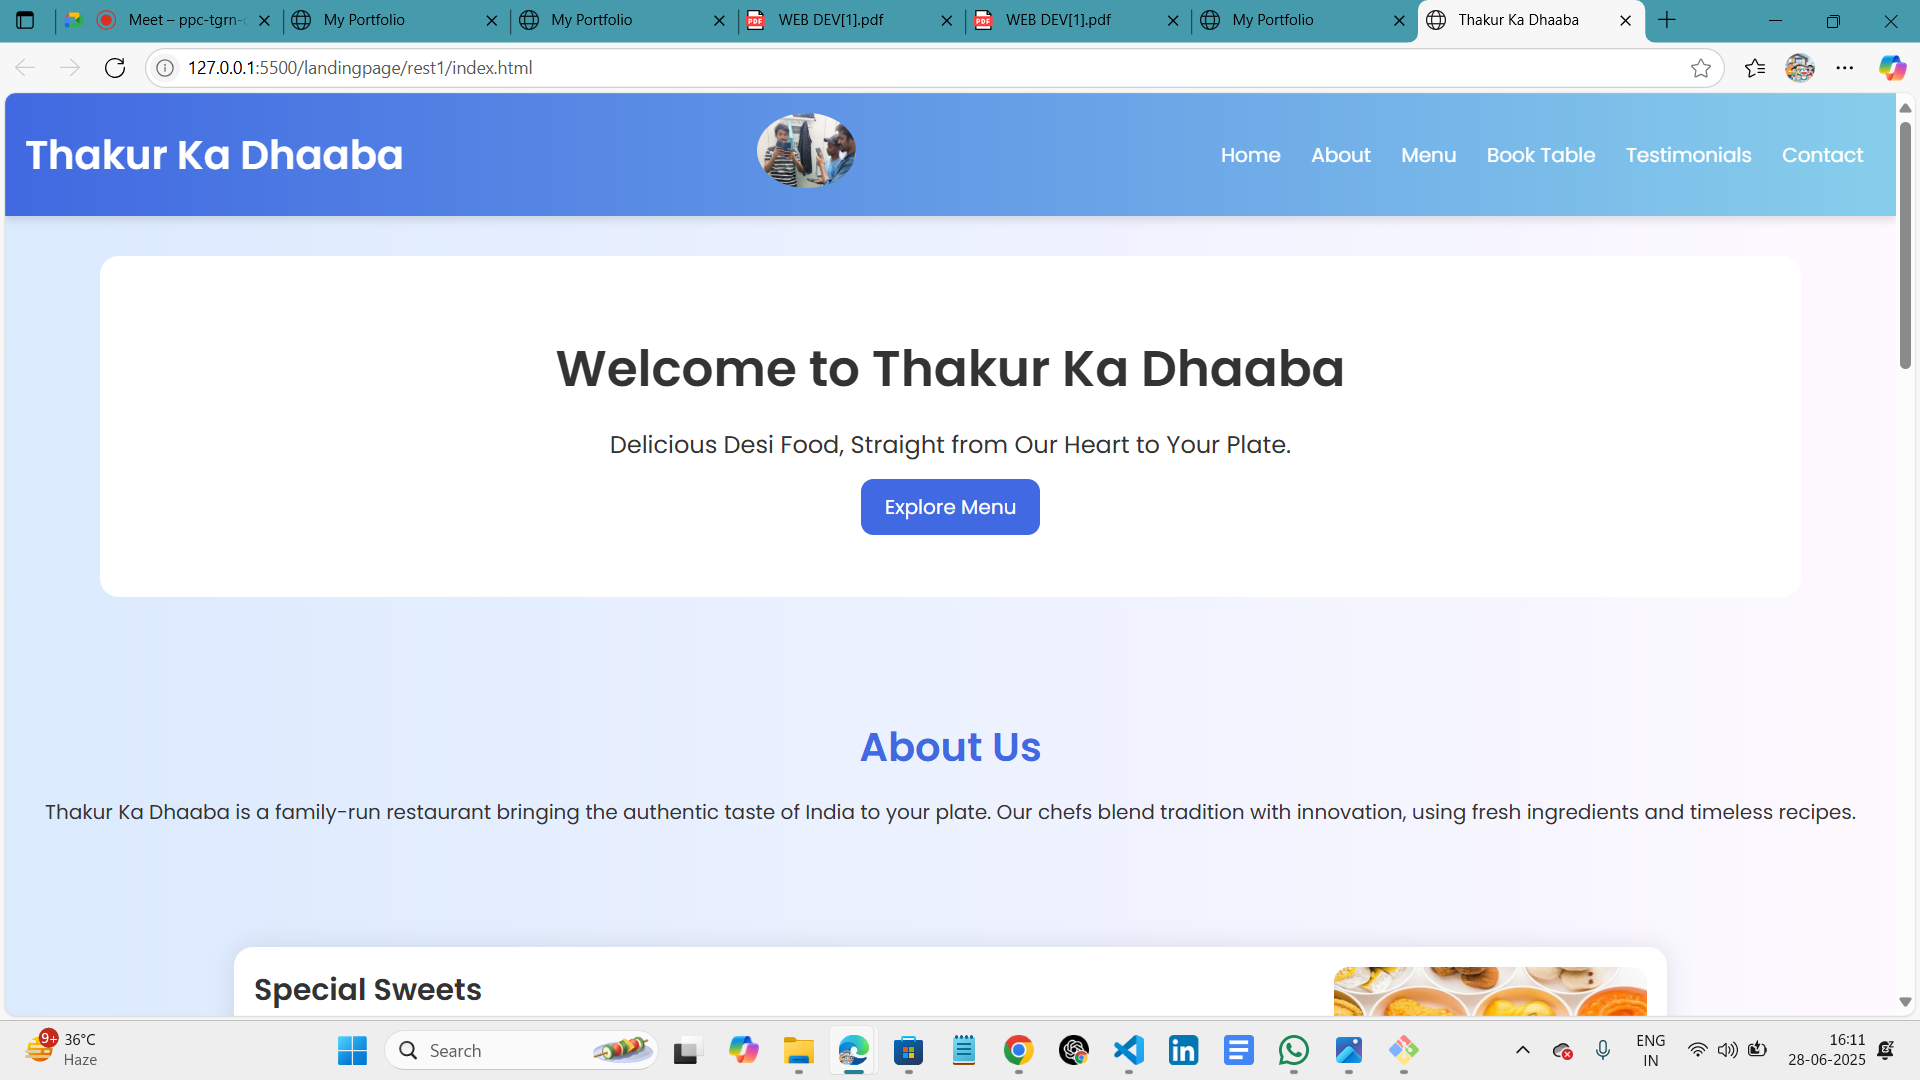 Meet – ppc-tgrn-
My Portfolio
My Portfolio
WEB DEV[1].pdf
WEB DEV[1].pdf
My Portfolio
Thakur Ka Dhaaba
127.0.0.1:5500/landingpage/rest1/index.html
Thakur Ka Dhaaba
Home
About
Menu
Book Table
Testimonials
Contact
Welcome to Thakur Ka Dhaaba
Delicious Desi Food, Straight from Our Heart to Your Plate.
Explore Menu
About Us
Thakur Ka Dhaaba is a family-run restaurant bringing the authentic taste of India to your plate. Our chefs blend tradition with innovation, using fresh ingredients and timeless recipes.
Special Sweets
9+
36°C
Haze
Search
ENG
IN
16:11
28-06-2025